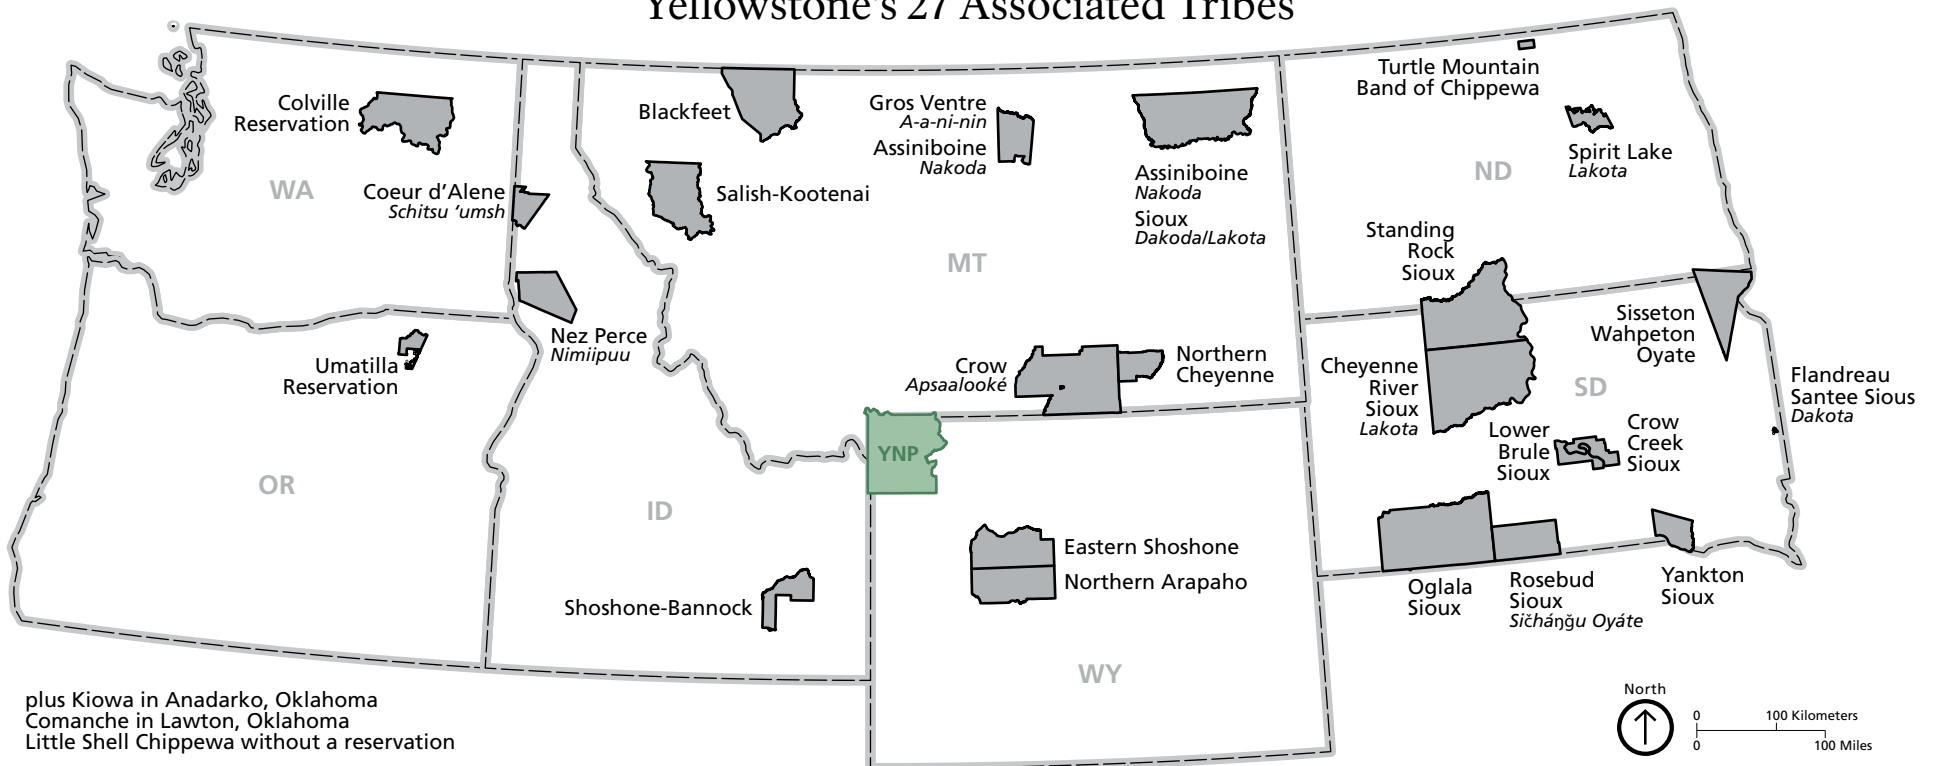 Yellowstone's 27 Associated Tribes
Colville
Reservation
WA
Coeur d'Alene
Schitsu 'umsh
Nez Perce
Nimiipuu
Umatilla
Reservation
OR
ID
Shoshone-Bannock
Blackfeet
Salish-Kootenai
Gros Ventre
A-a-ni-nin
Assiniboine
Nakoda
Assiniboine
Nakoda
Sioux
Dakoda/Lakota
MT
Crow
Apsaalooké
Northern
Cheyenne
YNP
Eastern Shoshone
Northern Arapaho
WY
Turtle Mountain
Band of Chippewa
Spirit Lake
Lakota
ND
Standing
Rock
Sioux
Cheyenne
River
Sioux
Lakota
Sisseton
Wahpeton
Oyate
SD
Flandreau
Santee Sious
Dakota
Lower
Brule
Sioux
Crow
Creek
Sioux
Oglala
Sioux
Rosebud
Sioux
Sičháŋğu Oyáte
Yankton
Sioux
plus Kiowa in Anadarko, Oklahoma
Comanche in Lawton, Oklahoma
Little Shell Chippewa without a reservation
North
0 100 Kilometers
0 100 Miles